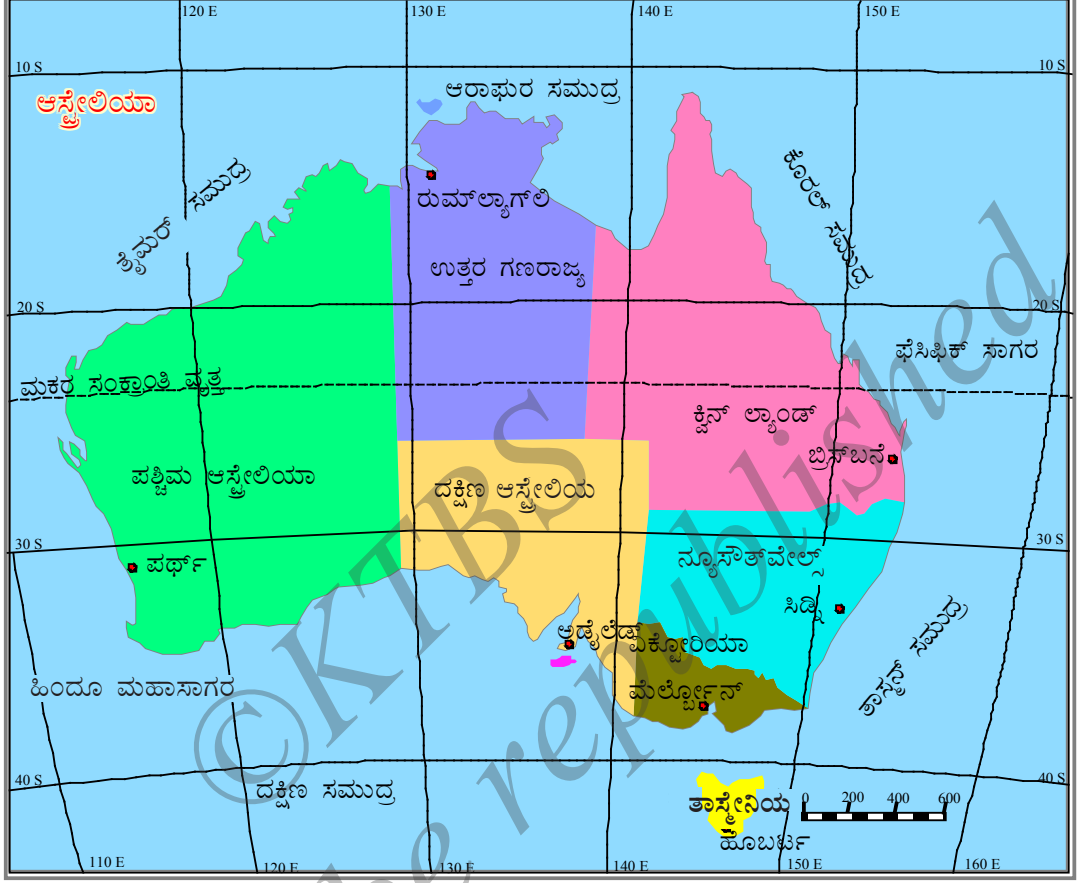 120 E
130 E
140 E
150 E
10 S
10 S
ಆಸ್ಟ್ರೇಲಿಯಾ
ಆರಾಘುರ ಸಮುದ್ರ
ಶ್ರಿಮರ್ ಸಮುದ್ರ
ಕೊರಲ್ ಸಮುದ್ರ
ರುಮ್‌ಲ್ಯಾಗ್‌ಲಿ
ಉತ್ತರ ಗಣರಾಜ್ಯ
20 S
20 S
ಫೆಸಿಫಿಕ್ ಸಾಗರ
ಮಕರ ಸಂಕ್ರಾಂತಿ ವೃತ್ತ
ಕ್ವಿನ್ ಲ್ಯಾಂಡ್
ಬ್ರಿಸ್‌ಬನೆ
ಪಶ್ಚಿಮ ಆಸ್ಟ್ರೇಲಿಯಾ
ದಕ್ಷಿಣ ಆಸ್ಟ್ರೇಲಿಯ
30 S
30 S
ನ್ಯೂಸೌತ್‌ವೇಲ್ಸ್
ಪರ್ಥ್
ಸಿಡ್ನಿ
ಅಡೈಲೆಡ್
ವಿಕ್ಟೋರಿಯಾ
ತಾಸ್ಮನ್ ಸಮುದ್ರ
ಹಿಂದೂ ಮಹಾಸಾಗರ
ಮೆರ್ಲ್ಬೋನ್
40 S
40 S
ದಕ್ಷಿಣ ಸಮುದ್ರ
ತಾಸ್ಮೇನಿಯ
0 200 400 600
ಹೊಬರ್ಟ
110 E
120 E
130 E
140 E
150 E
160 E
©KTBS
be republished